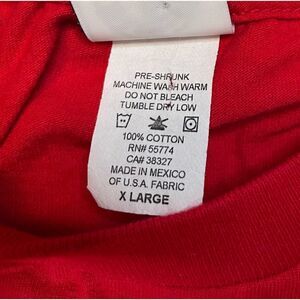 PRE-SHRUNK
MACHINE WASH WARM
DO NOT BLEACH
TUMBLE DRY LOW
100% COTTON
RN# 55774
CA# 38327
MADE IN MEXICO
OF U.S.A. FABRIC
X LARGE